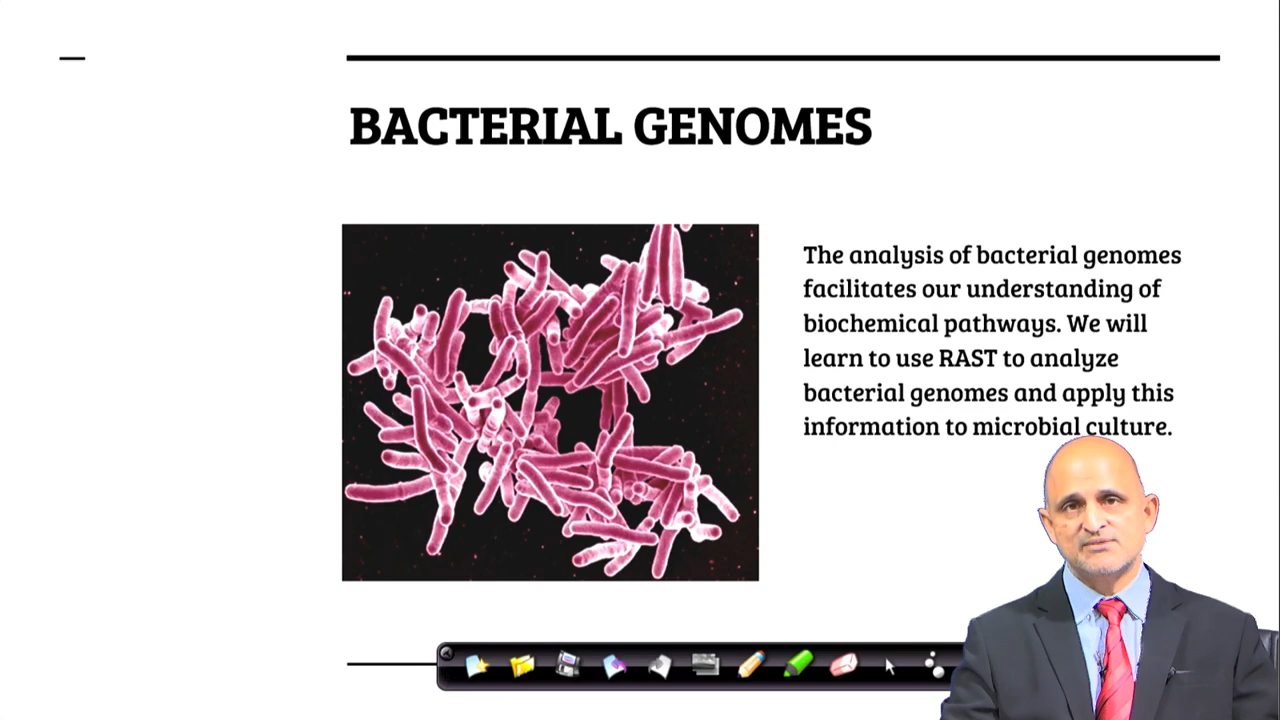 BACTERIAL GENOMES
The analysis of bacterial genomes
facilitates our understanding of
biochemical pathways. We will
learn to use RAST to analyze
bacterial genomes and apply this
information to microbial culture.